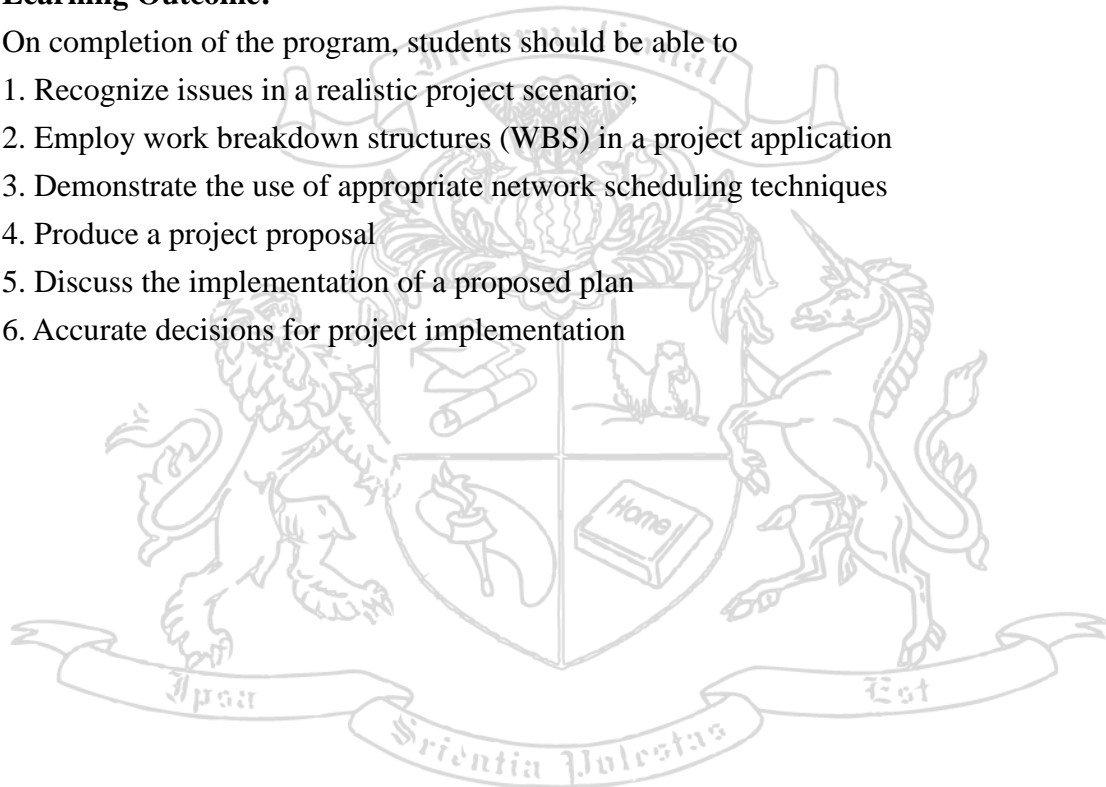 Learning Outcome:
On completion of the program, students should be able to
1. Recognize issues in a realistic project scenario;
2. Employ work breakdown structures (WBS) in a project application
3. Demonstrate the use of appropriate network scheduling techniques
4. Produce a project proposal
5. Discuss the implementation of a proposed plan
6. Accurate decisions for project implementation
International
Home
Ipsa
Scientia Potestas
Est